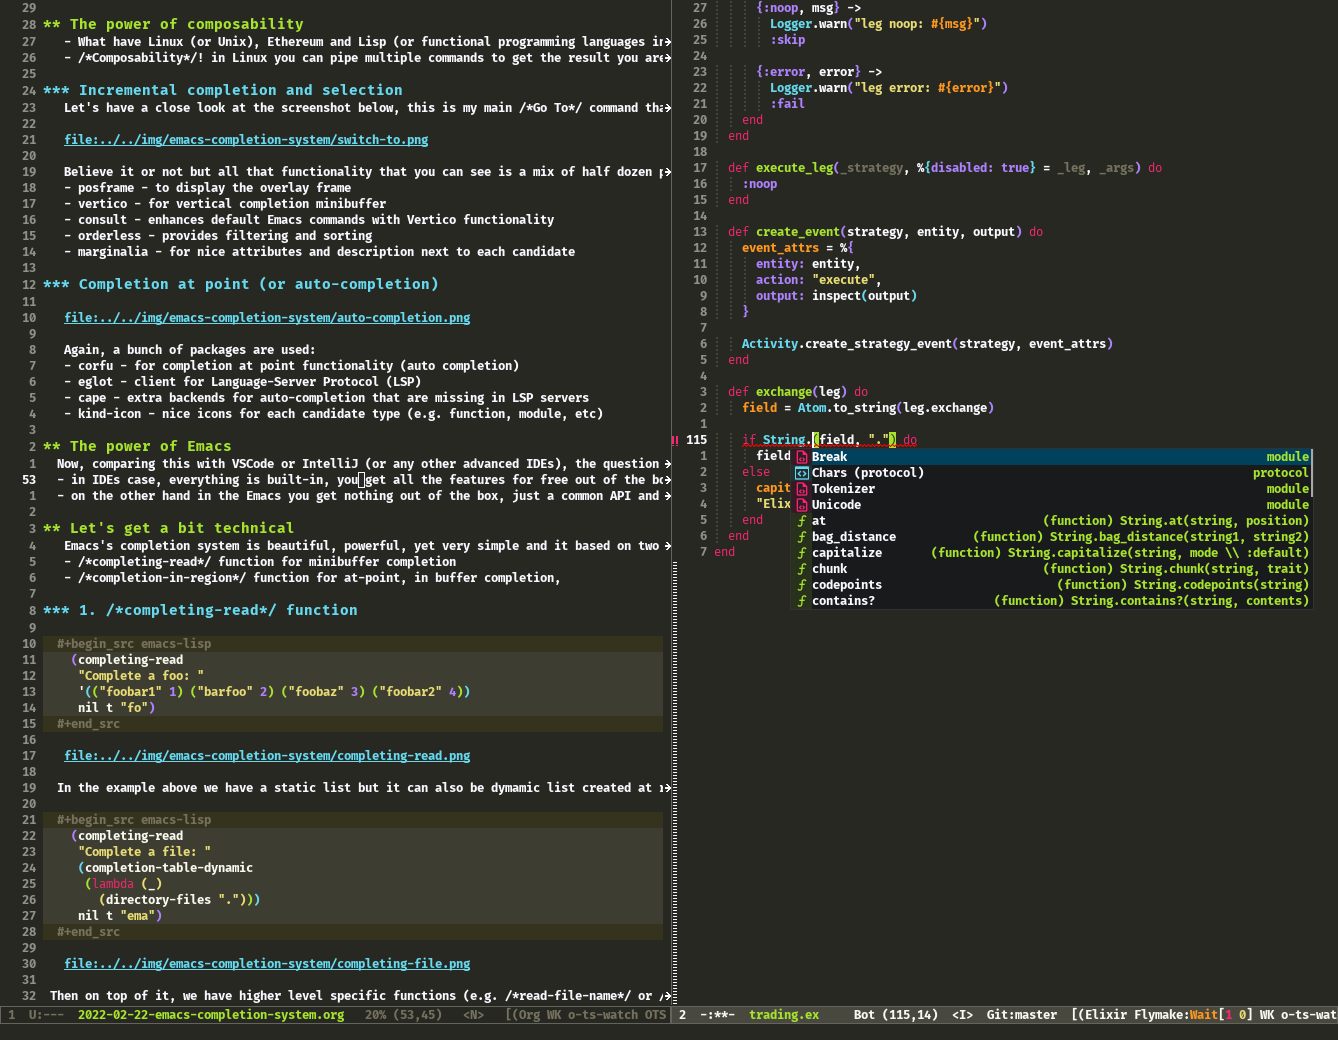 29
28 ** The power of composability
27 - What have Linux (or Unix), Ethereum and Lisp (or functional programming languages in
26 - /*Composability*/! in Linux you can pipe multiple commands to get the result you are
25
24 *** Incremental completion and selection
23 Let's have a close look at the screenshot below, this is my main /*Go To*/ command tha
22
21 file:../../img/emacs-completion-system/switch-to.png
20
19 Believe it or not but all that functionality that you can see is a mix of half dozen p
18 - posframe - to display the overlay frame
17 - vertico - for vertical completion minibuffer
16 - consult - enhances default Emacs commands with Vertico functionality
15 - orderless - provides filtering and sorting
14 - marginalia - for nice attributes and description next to each candidate
13
12 *** Completion at point (or auto-completion)
11
10 file:../../img/emacs-completion-system/auto-completion.png
9
8 Again, a bunch of packages are used:
7 - corfu - for completion at point functionality (auto completion)
6 - eglot - client for Language-Server Protocol (LSP)
5 - cape - extra backends for auto-completion that are missing in LSP servers
4 - kind-icon - nice icons for each candidate type (e.g. function, module, etc)
3
2 ** The power of Emacs
1 Now, comparing this with VSCode or IntelliJ (or any other advanced IDEs), the question
53 - in IDEs case, everything is built-in, you get all the features for free out of the bo
1 - on the other hand in the Emacs you get nothing out of the box, just a common API and
2
3 ** Let's get a bit technical
4 Emacs's completion system is beautiful, powerful, yet very simple and it based on two
5 - /*completing-read*/ function for minibuffer completion
6 - /*completion-in-region*/ function for at-point, in buffer completion,
7
8 *** 1. /*completing-read*/ function
9
10 #+begin_src emacs-lisp
11 (completing-read
12 "Complete a foo: "
13 '(("foobar1" 1) ("barfoo" 2) ("foobaz" 3) ("foobar2" 4))
14 nil t "fo")
15 #+end_src
16
17 file:../../img/emacs-completion-system/completing-read.png
18
19 In the example above we have a static list but it can also be dymamic list created at
20
21 #+begin_src emacs-lisp
22 (completing-read
23 "Complete a file: "
24 (completion-table-dynamic
25 (lambda (_)
26 (directory-files ".")))
27 nil t "ema")
28 #+end_src
29
30 file:../../img/emacs-completion-system/completing-file.png
31
32 Then on top of it, we have higher level specific functions (e.g. /*read-file-name*/ or /
1 U:--- 2022-02-22-emacs-completion-system.org 20% (53,45) <N> [(Org WK o-ts-watch OTS
27 {:noop, msg} ->
26 Logger.warn("leg noop: #{msg}")
25 :skip
24
23 {:error, error} ->
22 Logger.warn("leg error: #{error}")
21 :fail
20 end
19 end
18
17 def execute_leg(_strategy, %{disabled: true} = _leg, _args) do
16 :noop
15 end
14
13 def create_event(strategy, entity, output) do
12 event_attrs = %{
11 entity: entity,
10 action: "execute",
9 output: inspect(output)
8 }
7
6 Activity.create_strategy_event(strategy, event_attrs)
5 end
4
3 def exchange(leg) do
2 field = Atom.to_string(leg.exchange)
1
!! 115 if String.(field, ".") do
1 field
2 else
3 capit
4 "Elix
5 end
6 end
7 end
Break module
Chars (protocol) protocol
Tokenizer module
Unicode module
f at (function) String.at(string, position)
f bag_distance (function) String.bag_distance(string1, string2)
f capitalize (function) String.capitalize(string, mode \\ :default)
f chunk (function) String.chunk(string, trait)
f codepoints (function) String.codepoints(string)
f contains? (function) String.contains?(string, contents)
2 -:**- trading.ex Bot (115,14) <I> Git:master [(Elixir Flymake:Wait[1 0] WK o-ts-wat